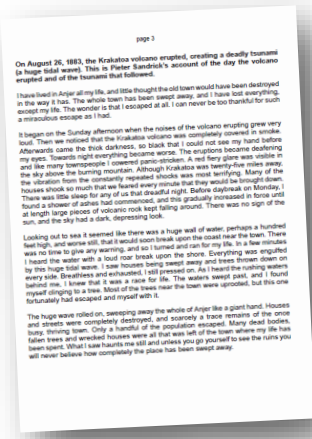 page 3
On August 26, 1883, the Krakatoa volcano erupted, creating a deadly tsunami
(a huge tidal wave). This is Pieter Sandrick's account of the day the volcano
erupted and of the tsunami that followed.
I have lived in Anjer all my life, and little thought the old town would have been destroyed
in the way it has. The whole town has been swept away, and I have lost everything,
except my life. The wonder is that I escaped at all. I can never be too thankful for such
a miraculous escape as I had.
It began on the Sunday afternoon when the noises of the volcano erupting grew very
loud. Then we noticed that the Krakatoa volcano was completely covered in smoke.
Afterwards came the thick darkness, so black that I could not see my hand before
my eyes. Towards night everything became worse. The eruptions became deafening
and like many townspeople I cowered panic-stricken. A red fiery glare was visible in
the sky above the burning mountain. Although Krakatoa was twenty-five miles away,
the vibration from the constantly repeated shocks was most terrifying. Many of the
houses shook so much that we feared every minute that they would be brought down.
There was little sleep for any of us that dreadful night. Before daybreak on Monday, I
found a shower of ashes had commenced, and this gradually increased in force until
at length large pieces of volcanic rock kept falling around. There was no sign of the
sun, and the sky had a dark, depressing look.
Looking out to sea it seemed like there was a huge wall of water, perhaps a hundred
feet high, and worse still, that it would soon break upon the coast near the town. There
was no time to give any warning, and so I turned and ran for my life. In a few minutes
I heard the water with a loud roar break upon the shore. Everything was engulfed
by this huge tidal wave. I saw houses being swept away and trees thrown down on
every side. Breathless and exhausted, I still pressed on. As I heard the rushing waters
behind me, I knew that it was a race for life. The waters swept past, and I found
myself clinging to a tree. Most of the trees near the town were uprooted, but this one
fortunately had escaped and myself with it.
The huge wave rolled on, sweeping away the whole of Anjer like a giant hand. Houses
and streets were completely destroyed, and scarcely a trace remains of the once
busy, thriving town. Only a handful of the population escaped. Many dead bodies,
fallen trees and wrecked houses were all that was left of the town where my life has
been spent. What I saw haunts me still and unless you go yourself to see the ruins you
will never believe how completely the place has been swept away.